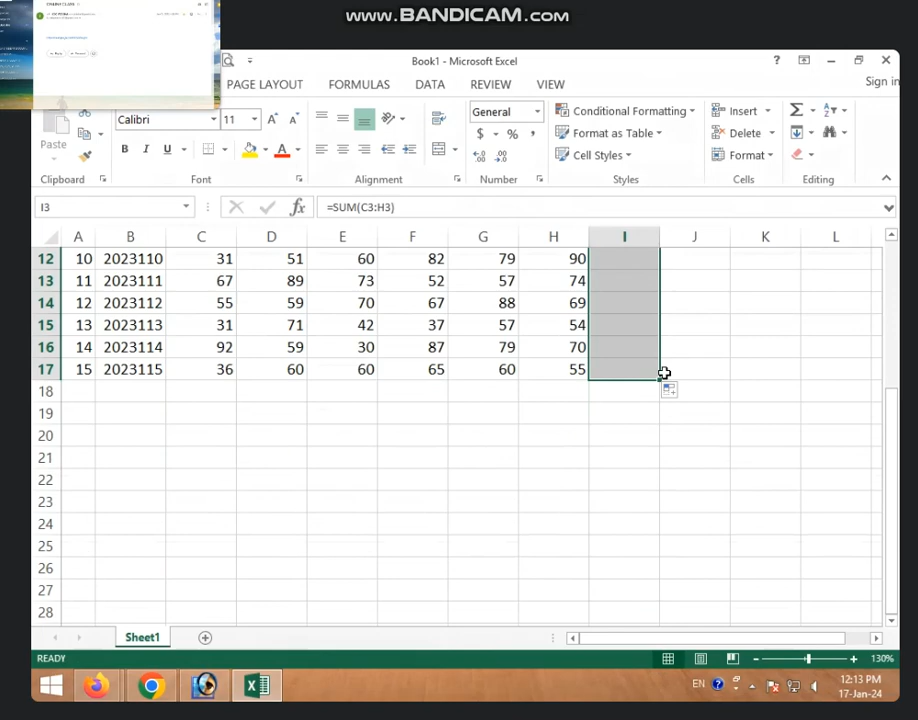 www.BANDICAM.com
Book1 - Microsoft Excel
?
Sign in
PAGE LAYOUT FORMULAS DATA REVIEW VIEW
Calibri 11 A A General Conditional Formatting Insert
Paste B I U A $ % , Format as Table Delete
Cell Styles Format
Clipboard Font Alignment Number Styles Cells Editing
I3 fx =SUM(C3:H3)
A B C D E F G H I J K L
12 10 2023110 31 51 60 82 79 90
13 11 2023111 67 89 73 52 57 74
14 12 2023112 55 59 70 67 88 69
15 13 2023113 31 71 42 37 57 54
16 14 2023114 92 59 30 87 79 70
17 15 2023115 36 60 60 65 60 55
18
19
20
21
22
23
24
25
26
27
28
Sheet1
READY 130%
EN 12:13 PM
17-Jan-24